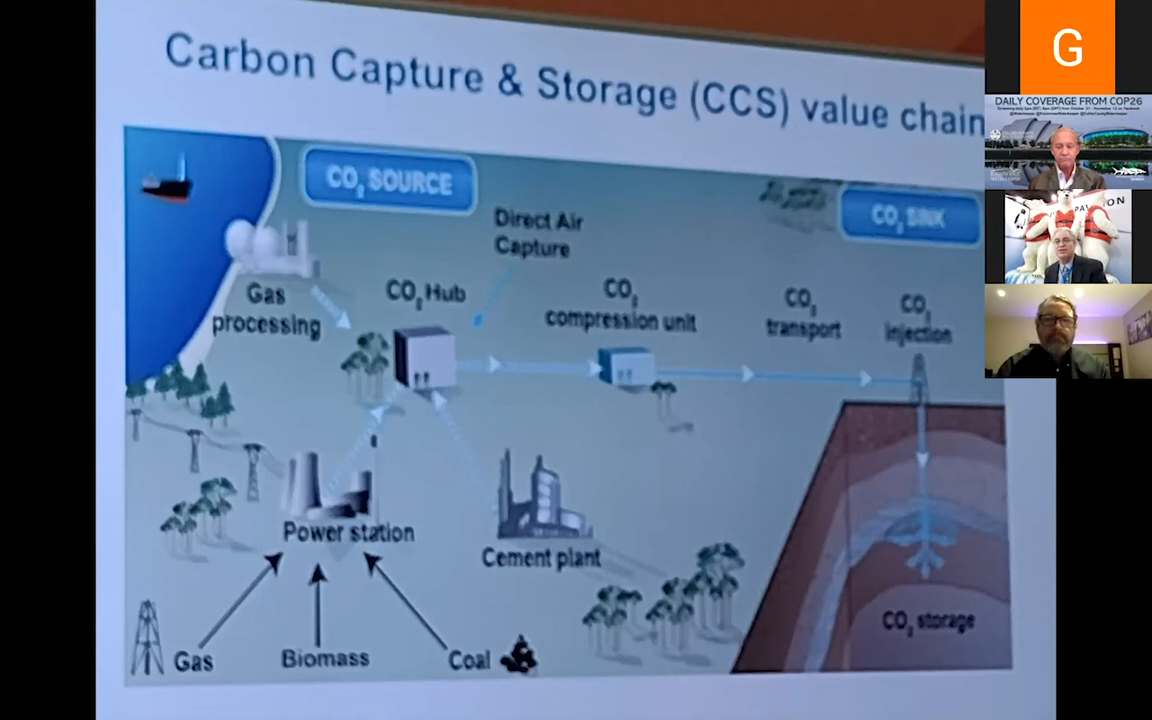 Carbon Capture & Storage (CCS) value chain
G
DAILY COVERAGE FROM COP26
CO₂ SOURCE
CO₂ SINK
Direct Air
Capture
Gas
processing
CO₂ Hub
CO₂
compression unit
CO₂
transport
CO₂
injection
Power station
Cement plant
CO₂ storage
Gas
Biomass
Coal